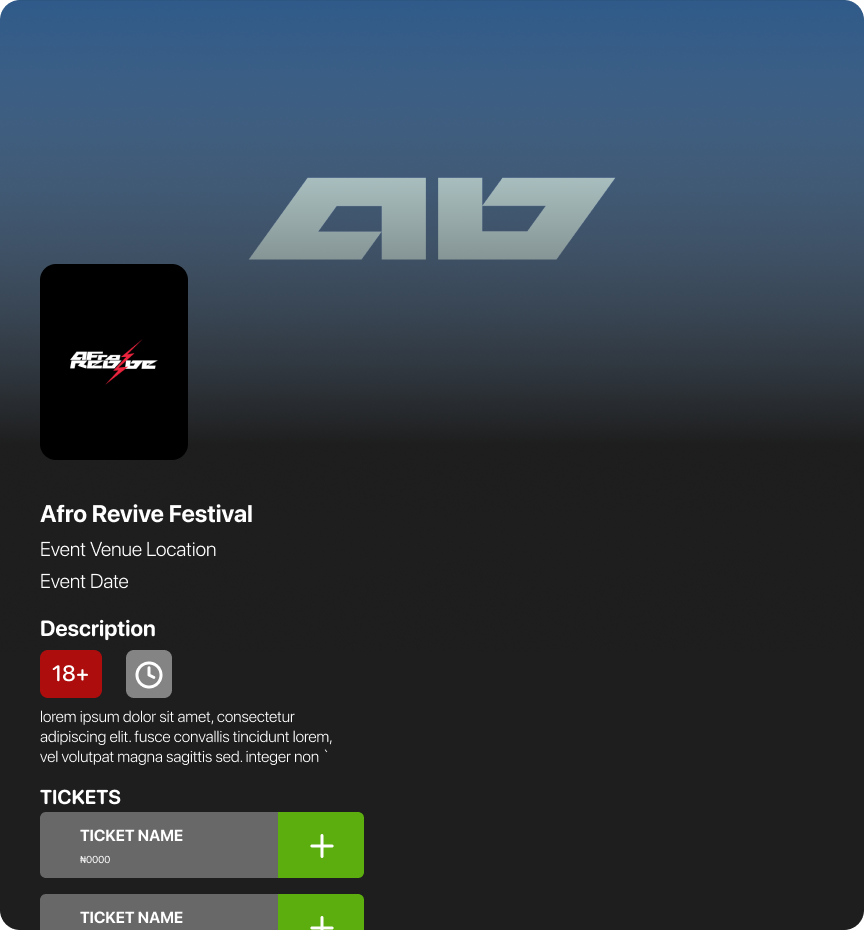 AFro
REVIVE
Afro Revive Festival
Event Venue Location
Event Date
Description
18+
lorem ipsum dolor sit amet, consectetur
adipiscing elit. fusce convallis tincidunt lorem,
vel volutpat magna sagittis sed. integer non `
TICKETS
TICKET NAME
₦0000
TICKET NAME